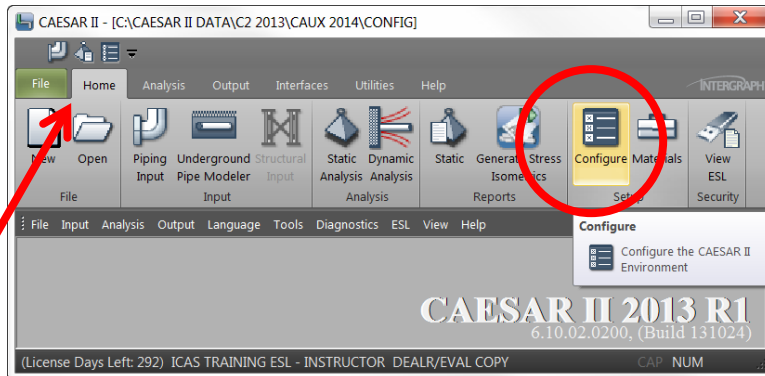 CAESAR II - [C:\CAESAR II DATA\C2 2013\CAUX 2014\CONFIG]
File Home Analysis Output Interfaces Utilities Help
INTERGRAPH
New Open Piping Input Underground Pipe Modeler Structural Input Static Analysis Dynamic Analysis Static Generate Stress Isometrics Configure Materials View ESL
File Input Analysis Reports Setup Security
File Input Analysis Output Language Tools Diagnostics ESL View Help
Configure
Configure the CAESAR II
Environment
CAESAR II 2013 R1
6.10.02.0200, (Build 131024)
(License Days Left: 292) ICAS TRAINING ESL - INSTRUCTOR DEALR/EVAL COPY CAP NUM